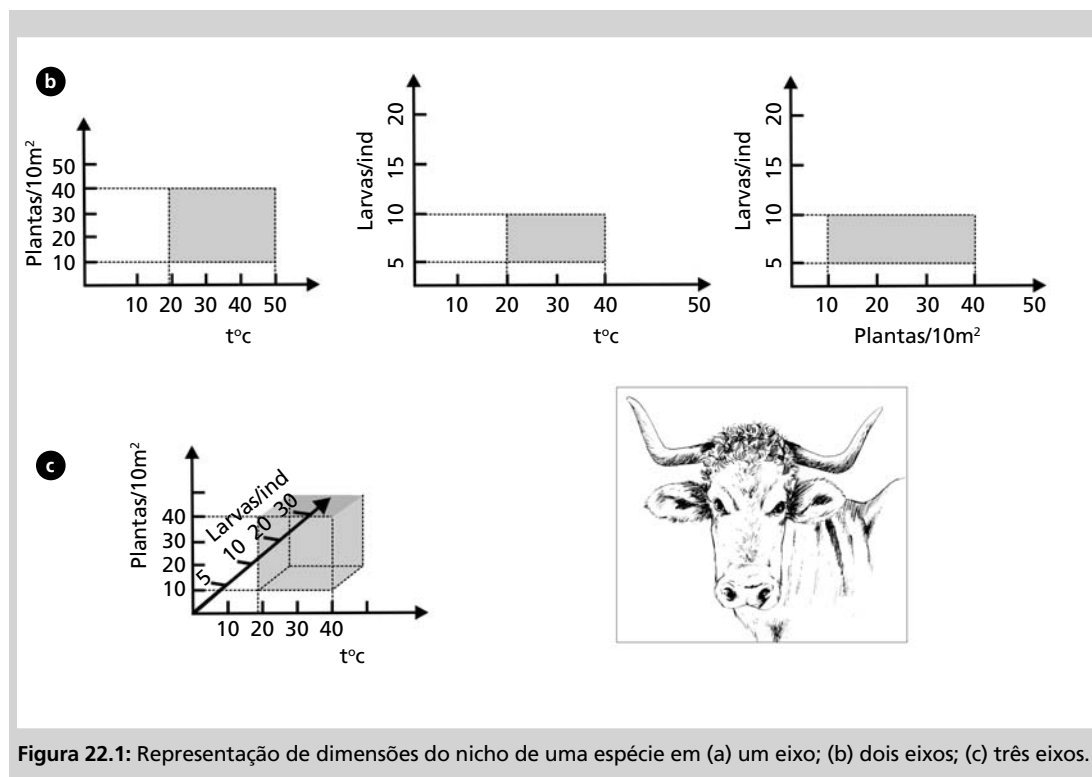 b
Plantas/10m²
50
40
30
20
10
10 20 30 40 50
t°c
Larvas/ind
20
15
10
5
10 20 30 40 50
t°c
Larvas/ind
20
15
10
5
10 20 30 40 50
Plantas/10m²
c
Plantas/10m²
40
30
20
10
Larvas/ind
5 10 20 30
10 20 30 40
t°c
Figura 22.1: Representação de dimensões do nicho de uma espécie em (a) um eixo; (b) dois eixos; (c) três eixos.